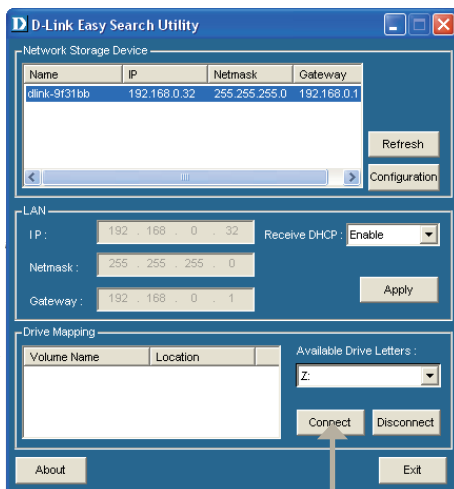 D D-Link Easy Search Utility
Network Storage Device
Name IP Netmask Gateway
dlink-9f31bb 192.168.0.32 255.255.255.0 192.168.0.1
Refresh
Configuration
LAN
IP : 192 . 168 . 0 . 32 Receive DHCP : Enable
Netmask : 255 . 255 . 255 . 0
Apply
Gateway : 192 . 168 . 0 . 1
Drive Mapping
Volume Name Location Available Drive Letters :
Z:
Connect Disconnect
About Exit